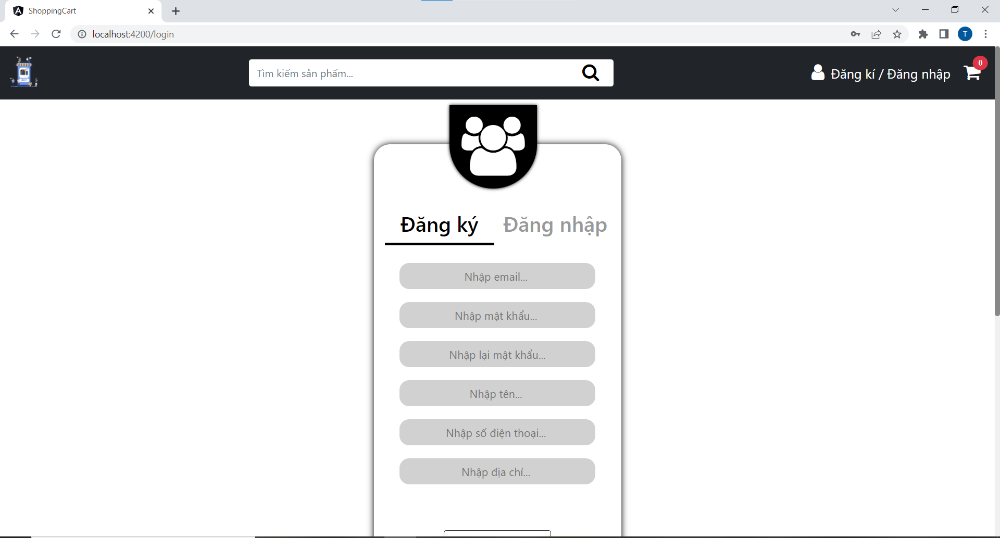 ShoppingCart
localhost:4200/login
T
Tìm kiếm sản phẩm...
Đăng kí / Đăng nhập
0
Đăng ký Đăng nhập
Nhập email...
Nhập mật khẩu...
Nhập lại mật khẩu...
Nhập tên...
Nhập số điện thoại...
Nhập địa chỉ...